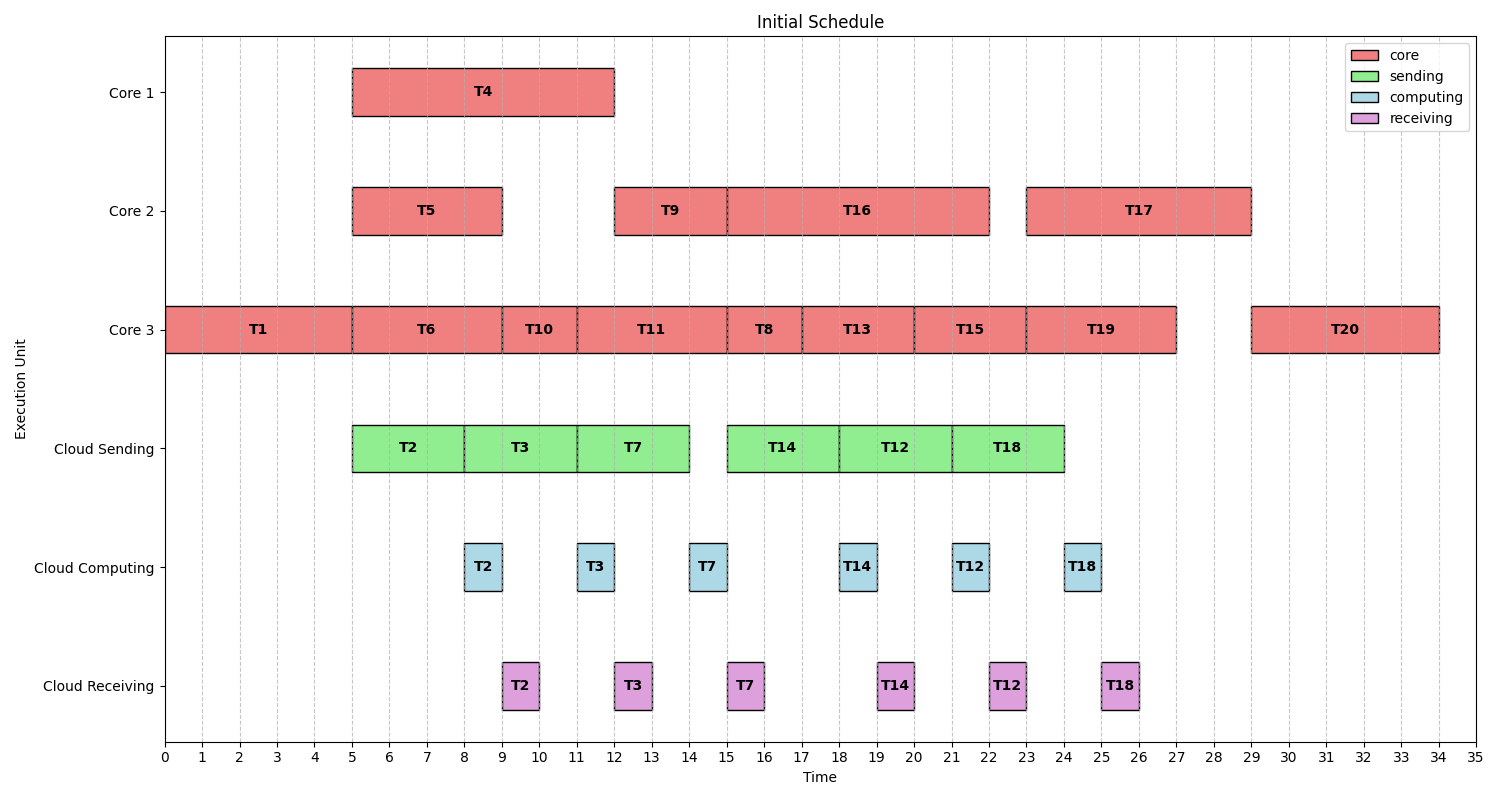 Initial Schedule
core
sending
computing
receiving
Execution Unit
Core 1
T4
Core 2
T5 T9 T16 T17
Core 3
T1 T6 T10 T11 T8 T13 T15 T19 T20
Cloud Sending
T2 T3 T7 T14 T12 T18
Cloud Computing
T2 T3 T7 T14 T12 T18
Cloud Receiving
T2 T3 T7 T14 T12 T18
0 1 2 3 4 5 6 7 8 9 10 11 12 13 14 15 16 17 18 19 20 21 22 23 24 25 26 27 28 29 30 31 32 33 34 35
Time